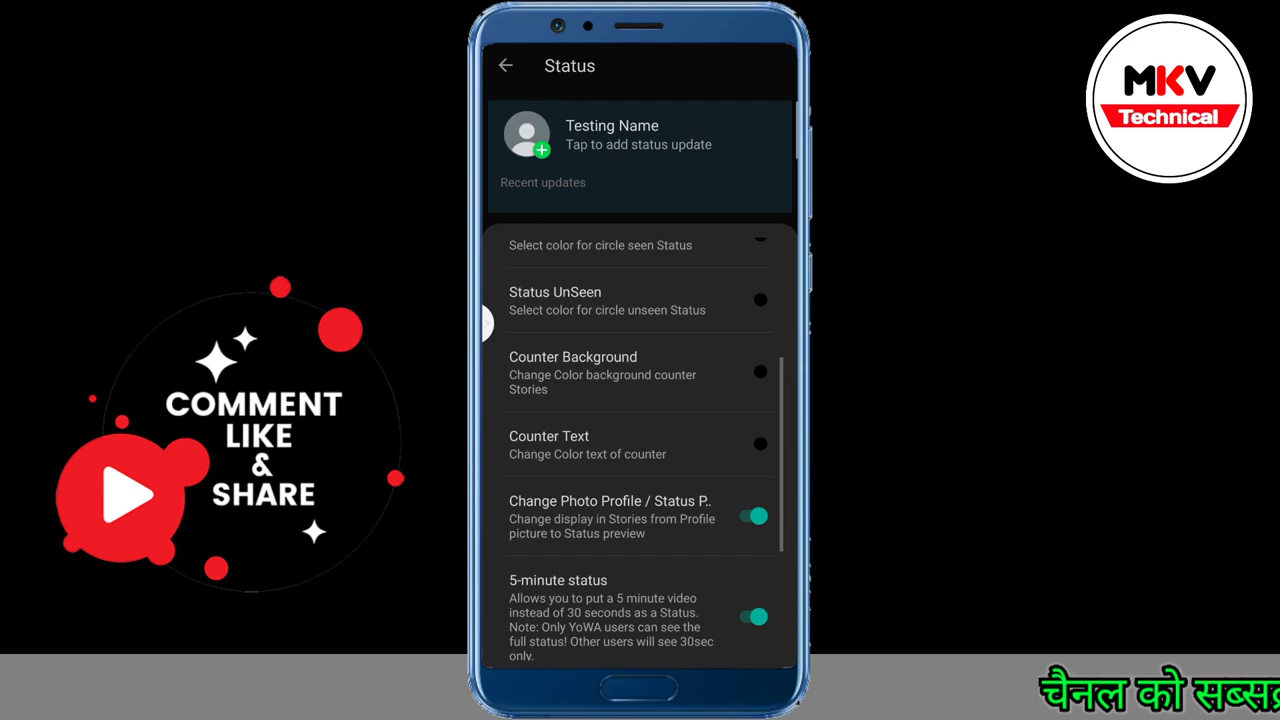 Status
Testing Name
Tap to add status update
Recent updates
Select color for circle seen Status
Status UnSeen
Select color for circle unseen Status
Counter Background
Change Color background counter
Stories
Counter Text
Change Color text of counter
Change Photo Profile / Status P..
Change display in Stories from Profile
picture to Status preview
5-minute status
Allows you to put a 5 minute video
instead of 30 seconds as a Status.
Note: Only YoWA users can see the
full status! Other users will see 30sec
only.
COMMENT
LIKE
&
SHARE
MKV
Technical
चैनल को